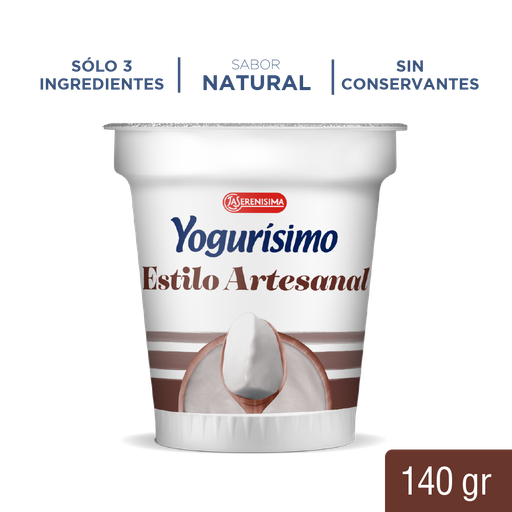 SÓLO 3
INGREDIENTES
SABOR
NATURAL
SIN
CONSERVANTES
LA SERENISIMA
Yogurísimo
Estilo Artesanal
140 gr